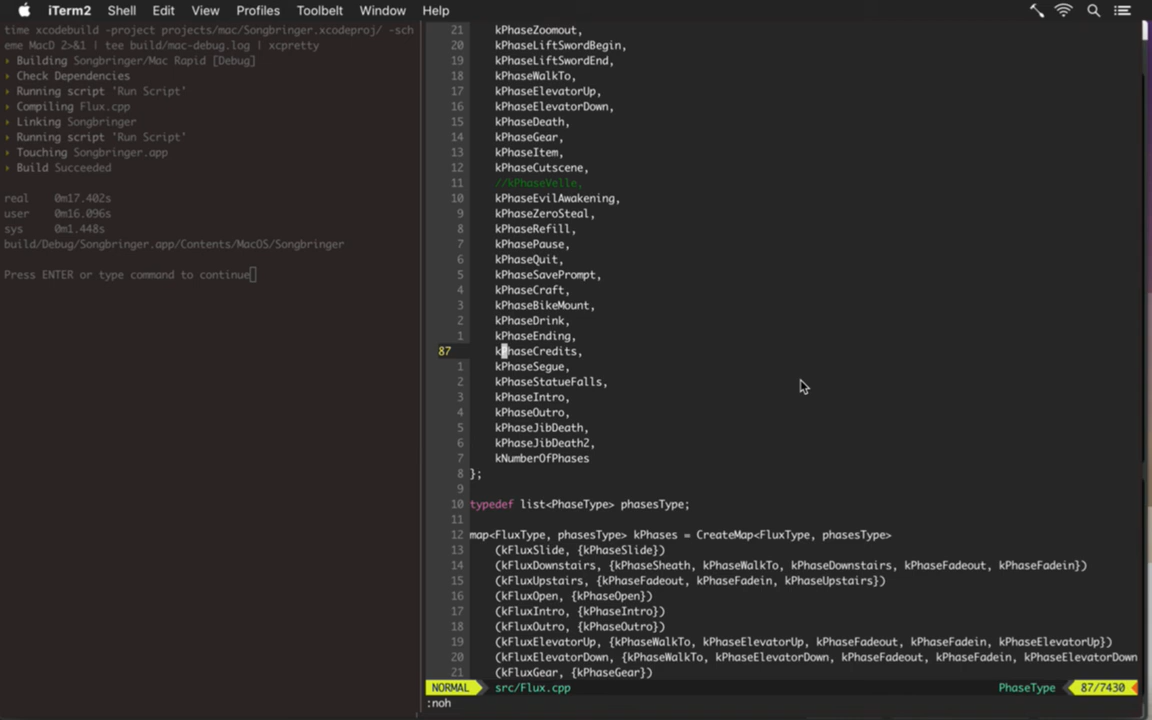 iTerm2 Shell Edit View Profiles Toolbelt Window Help
time xcodebuild -project projects/mac/Songbringer.xcodeproj/ -sch
eme MacD 2>&1 | tee build/mac-debug.log | xcpretty
▸ Building Songbringer/Mac Rapid [Debug]
▸ Check Dependencies
▸ Running script 'Run Script'
▸ Compiling Flux.cpp
▸ Linking Songbringer
▸ Running script 'Run Script'
▸ Touching Songbringer.app
▸ Build Succeeded
real 0m17.402s
user 0m16.096s
sys 0m1.448s
build/Debug/Songbringer.app/Contents/MacOS/Songbringer
Press ENTER or type command to continue
21 kPhaseZoomout,
20 kPhaseLiftSwordBegin,
19 kPhaseLiftSwordEnd,
18 kPhaseWalkTo,
17 kPhaseElevatorUp,
16 kPhaseElevatorDown,
15 kPhaseDeath,
14 kPhaseGear,
13 kPhaseItem,
12 kPhaseCutscene,
11 //kPhaseVelle,
10 kPhaseEvilAwakening,
9 kPhaseZeroSteal,
8 kPhaseRefill,
7 kPhasePause,
6 kPhaseQuit,
5 kPhaseSavePrompt,
4 kPhaseCraft,
3 kPhaseBikeMount,
2 kPhaseDrink,
1 kPhaseEnding,
87 kPhaseCredits,
1 kPhaseSegue,
2 kPhaseStatueFalls,
3 kPhaseIntro,
4 kPhaseOutro,
5 kPhaseJibDeath,
6 kPhaseJibDeath2,
7 kNumberOfPhases
8 };
9
10 typedef list<PhaseType> phasesType;
11
12 map<FluxType, phasesType> kPhases = CreateMap<FluxType, phasesType>
13 (kFluxSlide, {kPhaseSlide})
14 (kFluxDownstairs, {kPhaseSheath, kPhaseWalkTo, kPhaseDownstairs, kPhaseFadeout, kPhaseFadein})
15 (kFluxUpstairs, {kPhaseFadeout, kPhaseFadein, kPhaseUpstairs})
16 (kFluxOpen, {kPhaseOpen})
17 (kFluxIntro, {kPhaseIntro})
18 (kFluxOutro, {kPhaseOutro})
19 (kFluxElevatorUp, {kPhaseWalkTo, kPhaseElevatorUp, kPhaseFadeout, kPhaseFadein, kPhaseElevatorUp})
20 (kFluxElevatorDown, {kPhaseWalkTo, kPhaseElevatorDown, kPhaseFadeout, kPhaseFadein, kPhaseElevatorDown
21 (kFluxGear, {kPhaseGear})
NORMAL src/Flux.cpp PhaseType 87/7430
:noh